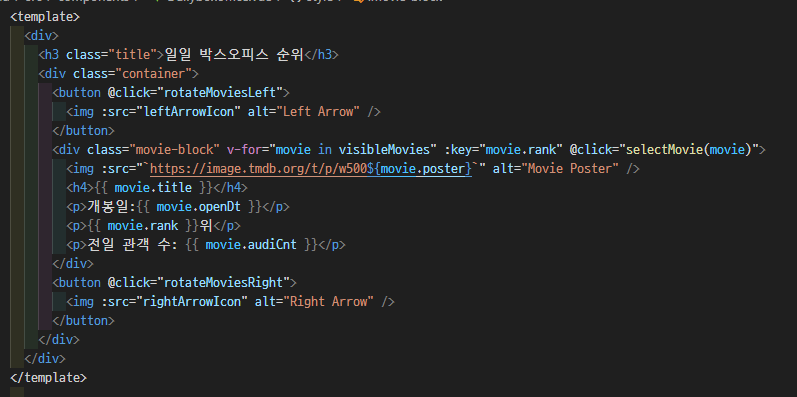 <template>
<div>
<h3 class="title">일일 박스오피스 순위</h3>
<div class="container">
<button @click="rotateMoviesLeft">
<img :src="leftArrowIcon" alt="Left Arrow" />
</button>
<div class="movie-block" v-for="movie in visibleMovies" :key="movie.rank" @click="selectMovie(movie)">
<img :src="`https://image.tmdb.org/t/p/w500${movie.poster}`" alt="Movie Poster" />
<h4>{{ movie.title }}</h4>
<p>개봉일:{{ movie.openDt }}</p>
<p>{{ movie.rank }}위</p>
<p>전일 관객 수: {{ movie.audiCnt }}</p>
</div>
<button @click="rotateMoviesRight">
<img :src="rightArrowIcon" alt="Right Arrow" />
</button>
</div>
</div>
</template>